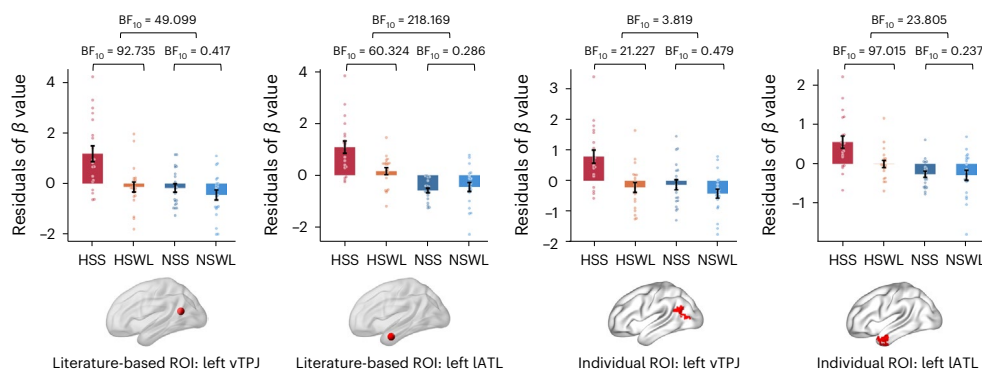 BF10 = 49.099
BF10 = 92.735 BF10 = 0.417
Residuals of β value
4
2
0
−2
HSS HSWL NSS NSWL
Literature-based ROI: left vTPJ
BF10 = 218.169
BF10 = 60.324 BF10 = 0.286
Residuals of β value
4
2
0
−2
HSS HSWL NSS NSWL
Literature-based ROI: left lATL
BF10 = 3.819
BF10 = 21.227 BF10 = 0.479
Residuals of β value
3
2
1
0
−1
−2
HSS HSWL NSS NSWL
Individual ROI: left vTPJ
BF10 = 23.805
BF10 = 97.015 BF10 = 0.237
Residuals of β value
2
1
0
−1
HSS HSWL NSS NSWL
Individual ROI: left lATL